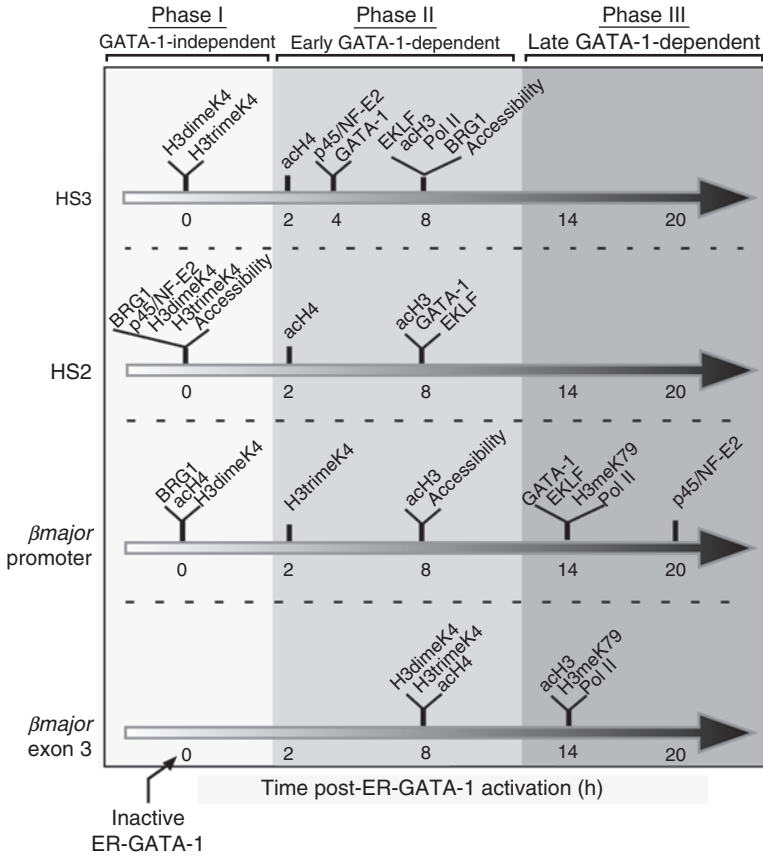 Phase I
Phase II
Phase III
GATA-1-independent
Early GATA-1-dependent
Late GATA-1-dependent
HS3
H3dimeK4
H3trimeK4
acH4
p45/NF-E2
GATA-1
EKLF
acH3
Pol II
BRG1
Accessibility
0
2
4
8
14
20
HS2
BRG1
p45/NF-E2
H3dimeK4
H3trimeK4
Accessibility
acH4
acH3
GATA-1
EKLF
0
2
8
14
20
βmajor
promoter
BRG1
acH4
H3dimeK4
H3trimeK4
acH3
Accessibility
GATA-1
EKLF
H3meK79
Pol II
p45/NF-E2
0
2
8
14
20
βmajor
exon 3
H3dimeK4
H3trimeK4
acH4
acH3
H3meK79
Pol II
0
2
8
14
20
Time post-ER-GATA-1 activation (h)
Inactive
ER-GATA-1